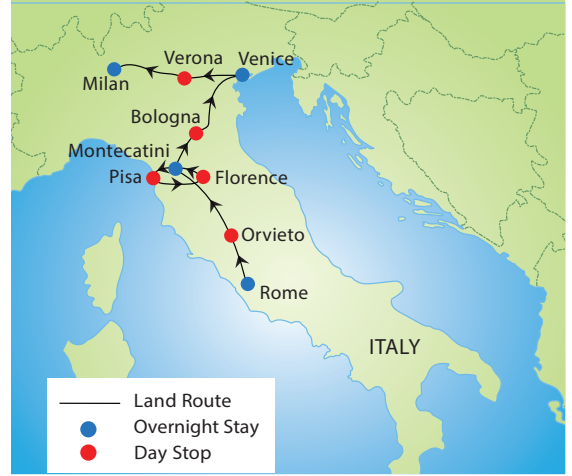 Verona
Venice
Milan
Bologna
Montecatini
Pisa
Florence
Orvieto
Rome
ITALY
Land Route
Overnight Stay
Day Stop